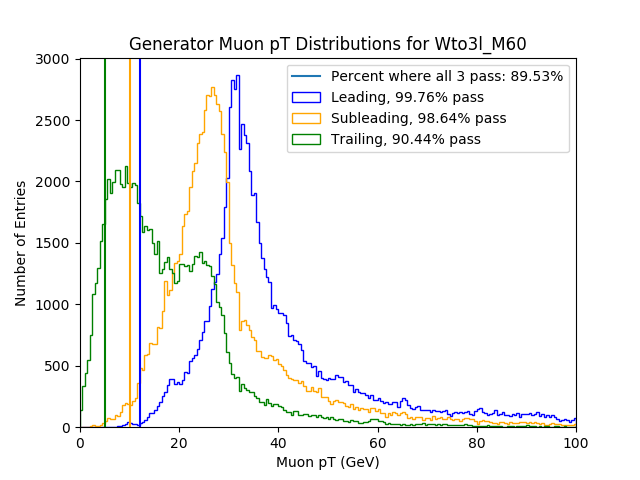 Generator Muon pT Distributions for Wto3l_M60
Number of Entries
3000
2500
2000
1500
1000
500
0
Percent where all 3 pass: 89.53%
Leading, 99.76% pass
Subleading, 98.64% pass
Trailing, 90.44% pass
0 20 40 60 80 100
Muon pT (GeV)